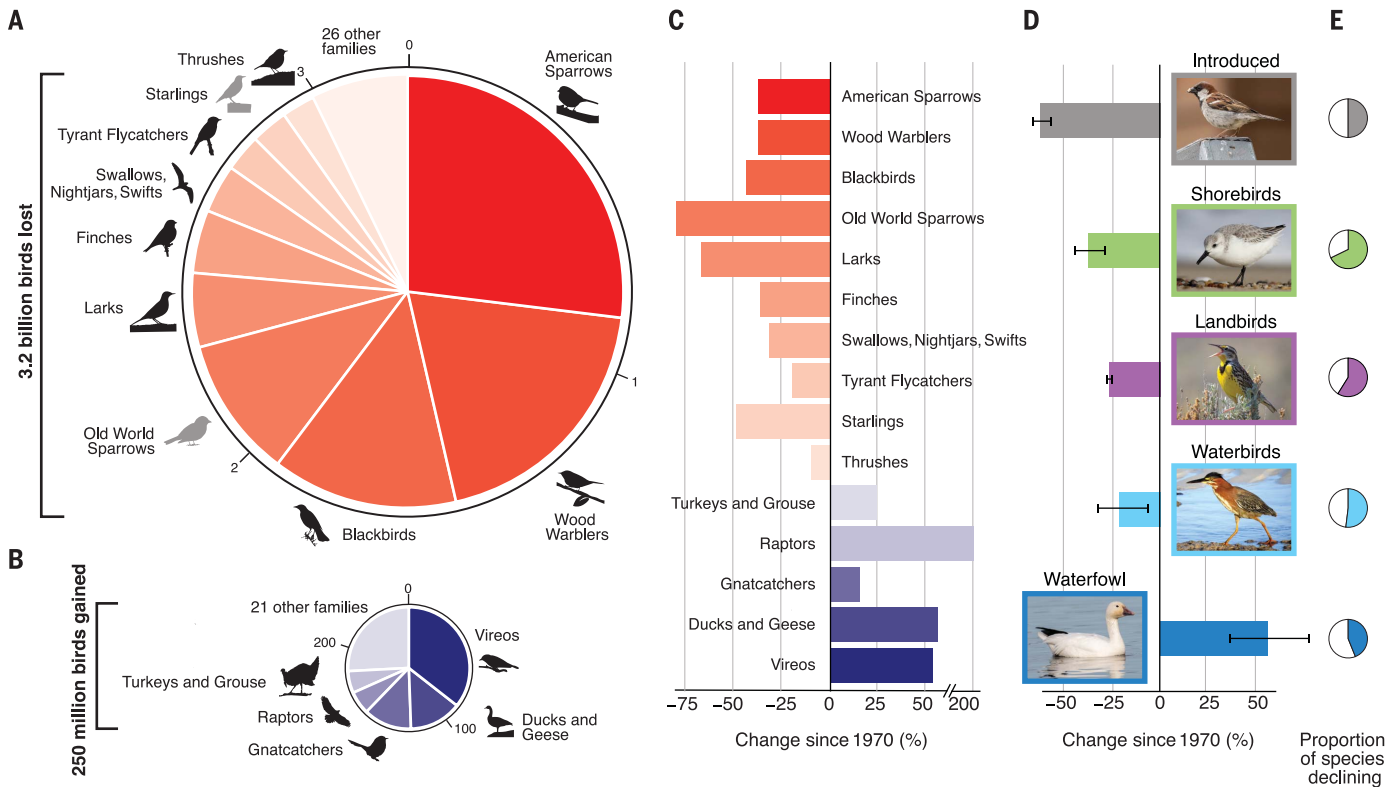 A
3.2 billion birds lost
26 other
families
0
American
Sparrows
Thrushes
3
Starlings
Tyrant Flycatchers
Swallows,
Nightjars, Swifts
Finches
Larks
1
Old World
Sparrows
2
Wood
Warblers
Blackbirds
B
250 million birds gained
0
21 other families
Vireos
200
Turkeys and Grouse
Raptors
100
Ducks and
Geese
Gnatcatchers
C
American Sparrows
Wood Warblers
Blackbirds
Old World Sparrows
Larks
Finches
Swallows, Nightjars, Swifts
Tyrant Flycatchers
Starlings
Thrushes
Turkeys and Grouse
Raptors
Gnatcatchers
Ducks and Geese
Vireos
−75 −50 −25 0 25 50 200
Change since 1970 (%)
D
Introduced
Shorebirds
Landbirds
Waterbirds
Waterfowl
−50 −25 0 25 50
Change since 1970 (%)
E
Proportion
of species
declining